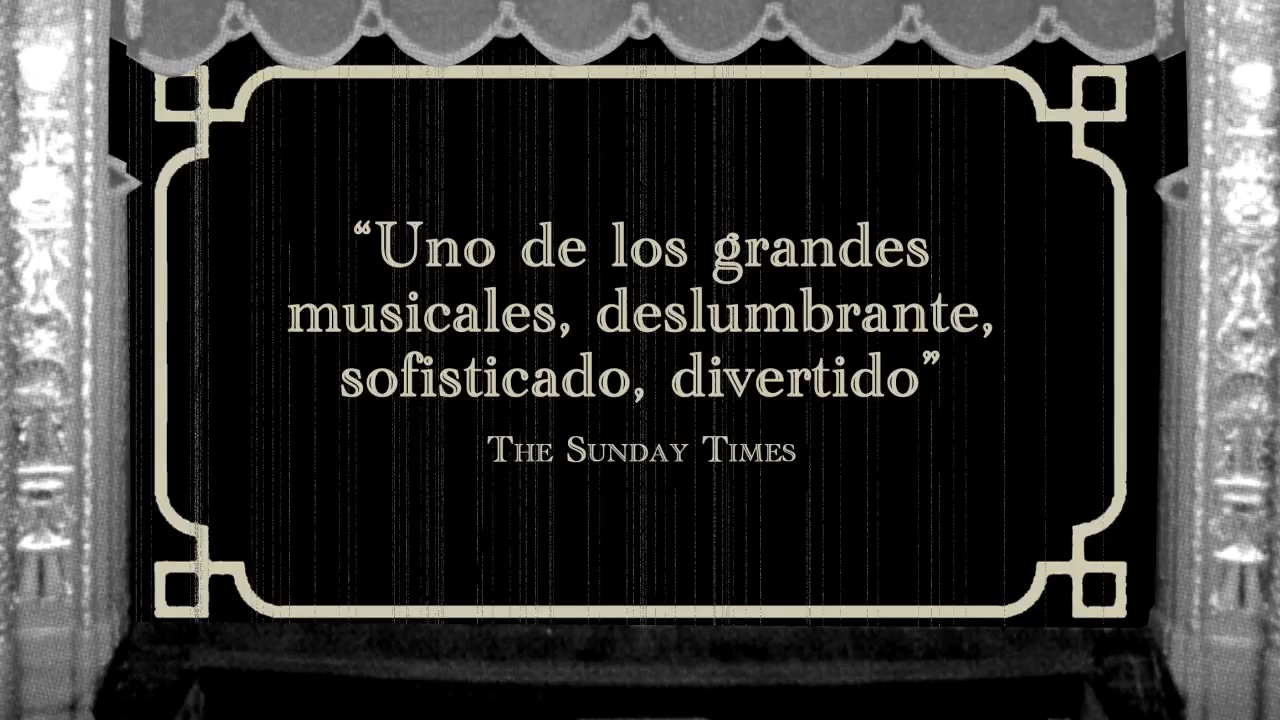 “Uno de los grandes
musicales, deslumbrante,
sofisticado, divertido”
The Sunday Times